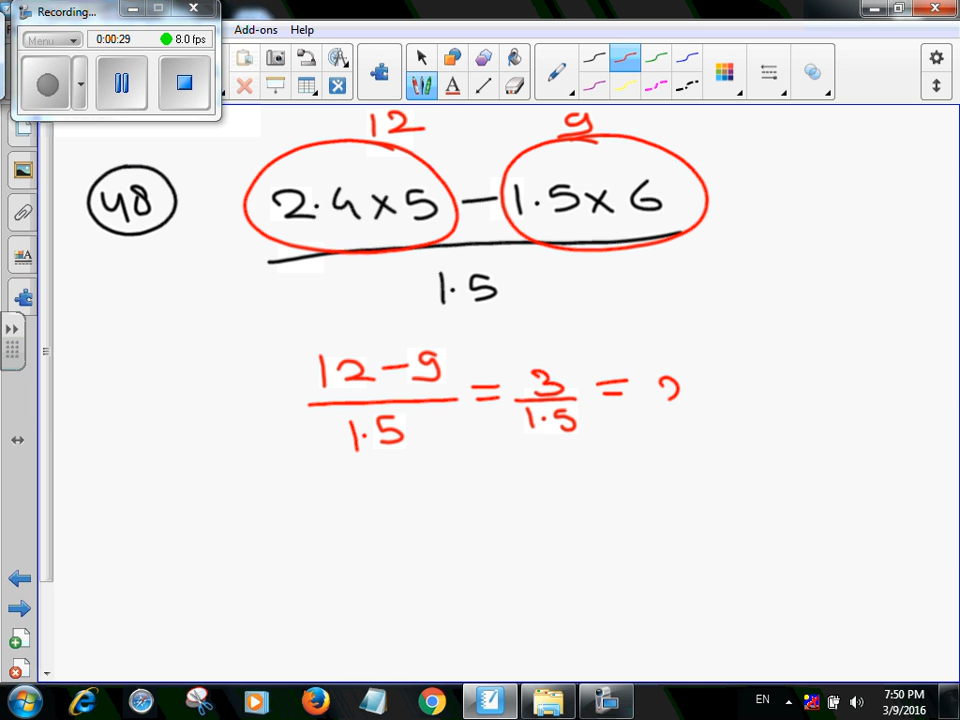 Recording...
Menu
0:00:29
8.0 fps
Add-ons Help
12 9
48
2.4×5 − 1.5×6
1.5
12−9
1.5
= 3
1.5
=
EN
7:50 PM
3/9/2016